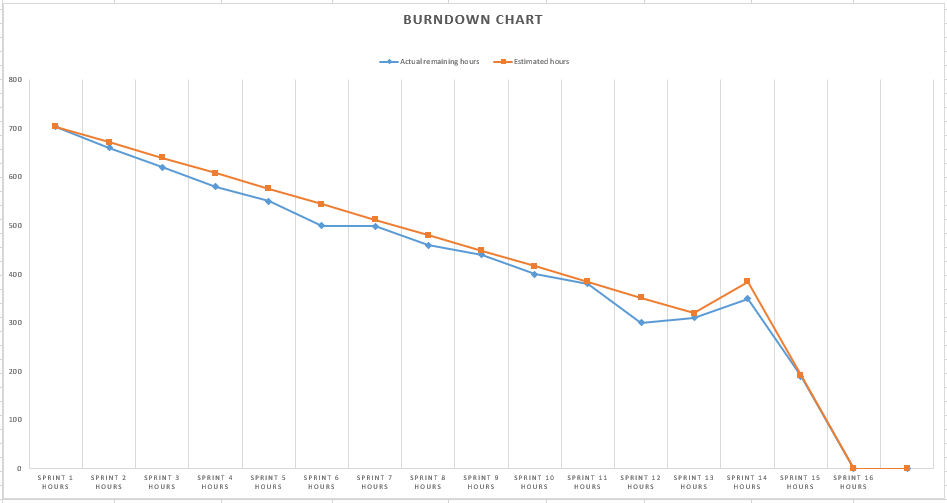 BURNDOWN CHART
Actual remaining hours
Estimated hours
800
700
600
500
400
300
200
100
0
SPRINT 1
HOURS
SPRINT 2
HOURS
SPRINT 3
HOURS
SPRINT 4
HOURS
SPRINT 5
HOURS
SPRINT 6
HOURS
SPRINT 7
HOURS
SPRINT 8
HOURS
SPRINT 9
HOURS
SPRINT 10
HOURS
SPRINT 11
HOURS
SPRINT 12
HOURS
SPRINT 13
HOURS
SPRINT 14
HOURS
SPRINT 15
HOURS
SPRINT 16
HOURS